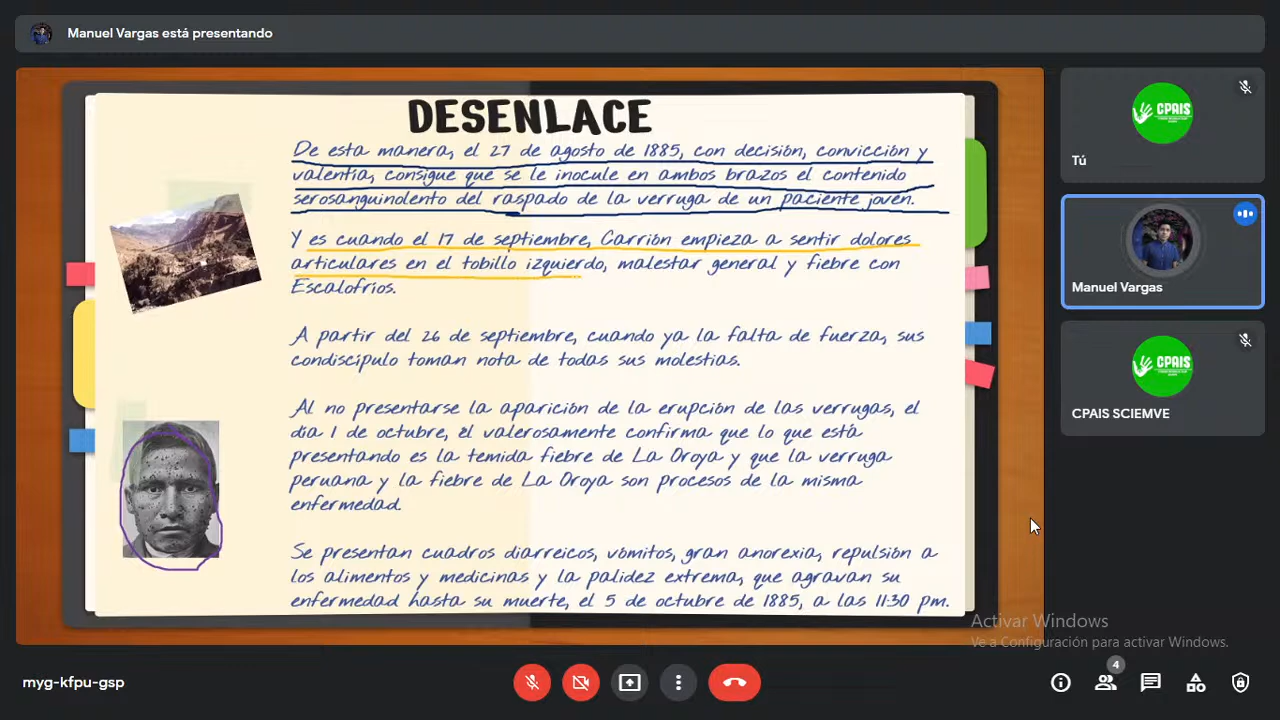 Manuel Vargas está presentando
DESENLACE
De esta manera, el 27 de agosto de 1885, con decisión, convicción y
valentía, consigue que se le inocule en ambos brazos el contenido
serosanguinolento del raspado de la verruga de un paciente joven.
Y es cuando el 17 de septiembre, Carrión empieza a sentir dolores
articulares en el tobillo izquierdo, malestar general y fiebre con
Escalofríos.
A partir del 26 de septiembre, cuando ya la falta de fuerza, sus
condiscípulo toman nota de todas sus molestias.
Al no presentarse la aparición de la erupción de las verrugas, el
día 1 de octubre, él valerosamente confirma que lo que está
presentando es la temida fiebre de La Oroya y que la verruga
peruana y la fiebre de La Oroya son procesos de la misma
enfermedad.
Se presentan cuadros diarreicos, vómitos, gran anorexia, repulsión a
los alimentos y medicinas y la palidez extrema, que agravan su
enfermedad hasta su muerte, el 5 de octubre de 1885, a las 11:30 pm.
CPAIS
Tú
Manuel Vargas
CPAIS
CPAIS SCIEMVE
Activar Windows
Ve a Configuración para activar Windows.
myg-kfpu-gsp
4